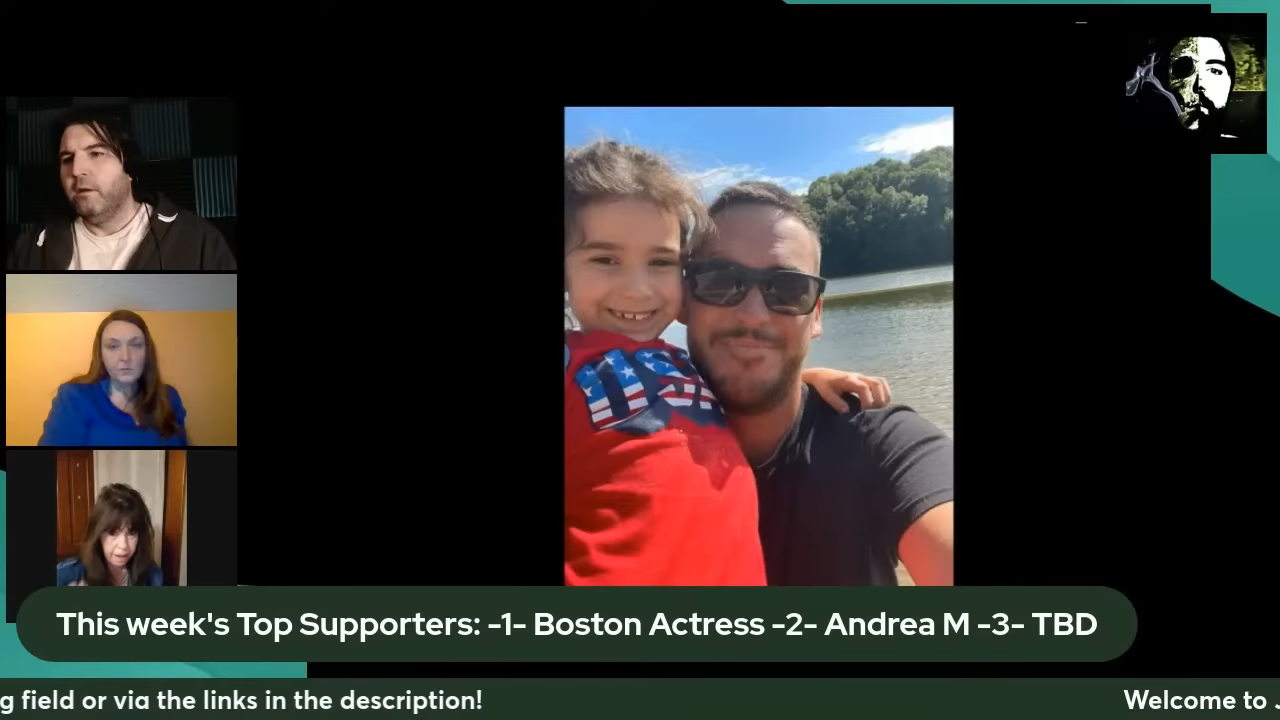 USA
This week's Top Supporters: -1- Boston Actress -2- Andrea M -3- TBD
g field or via the links in the description!
Welcome to